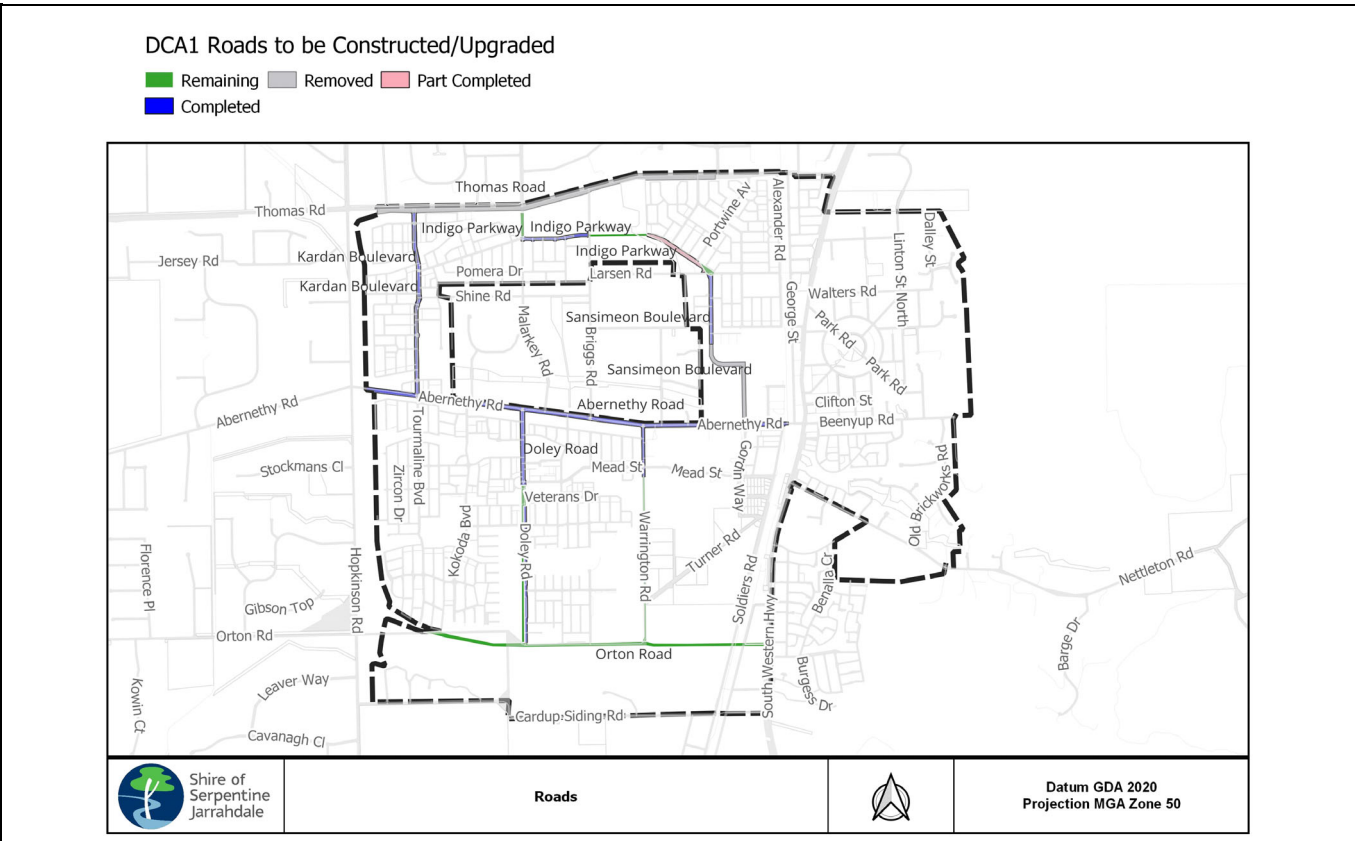 DCA1 Roads to be Constructed/Upgraded
Remaining
Removed
Part Completed
Completed
Thomas Road
Thomas Rd
Indigo Parkway
Indigo Parkway
Indigo Parkway
Portwine Av
Alexander Rd
Dalley St
Linton St North
Jersey Rd
Kardan Boulevard
Kardan Boulevard
Pomera Dr
Larsen Rd
Shine Rd
George St
Walters Rd
Malarkey Rd
Briggs Rd
Sansimeon Boulevard
Park Rd
Park Rd
Sansimeon Boulevard
Abernethy Rd
Abernethy Rd
Abernethy Road
Abernethy Rd
Clifton St
Beenyup Rd
Tourmaline Bvd
Doley Road
Mead St
Mead St
Gordin Way
Old Brickworks Rd
Stockmans Cl
Zircon Dr
Veterans Dr
Kokoda Bvd
Doley Rd
Warrington Rd
Turner Rd
Soldiers Rd
Benalla Cr
Nettleton Rd
Florence Pl
Hopkinson Rd
Gibson Top
Orton Rd
Orton Road
South Western Hwy
Barge Dr
Burgess Dr
Kowin Ct
Leaver Way
Cardup Siding Rd
Cavanagh Cl
Shire of
Serpentine
Jarrahdale
Roads
Datum GDA 2020
Projection MGA Zone 50